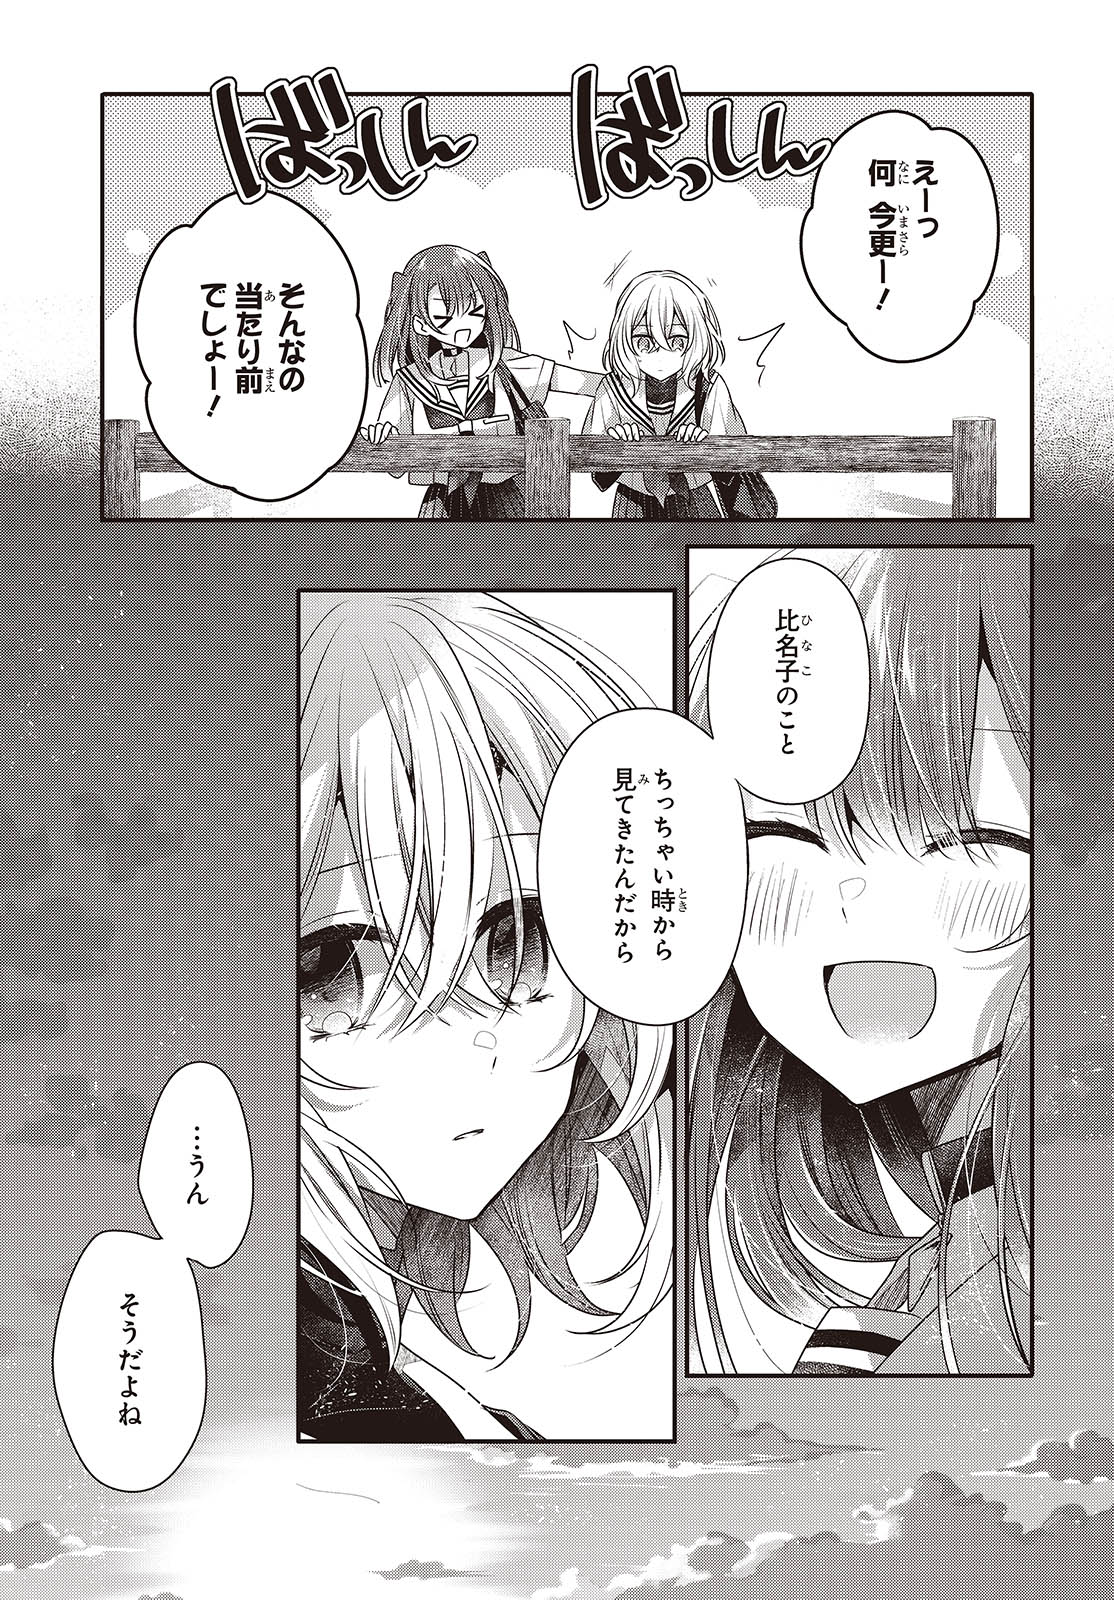 えーっ
何
今更ー!
ばっしん
ばっしん
そんなの
当たり前
でしょー!
比名子のこと
ちっちゃい時から
見てきたんだから
…うん
そうだよね